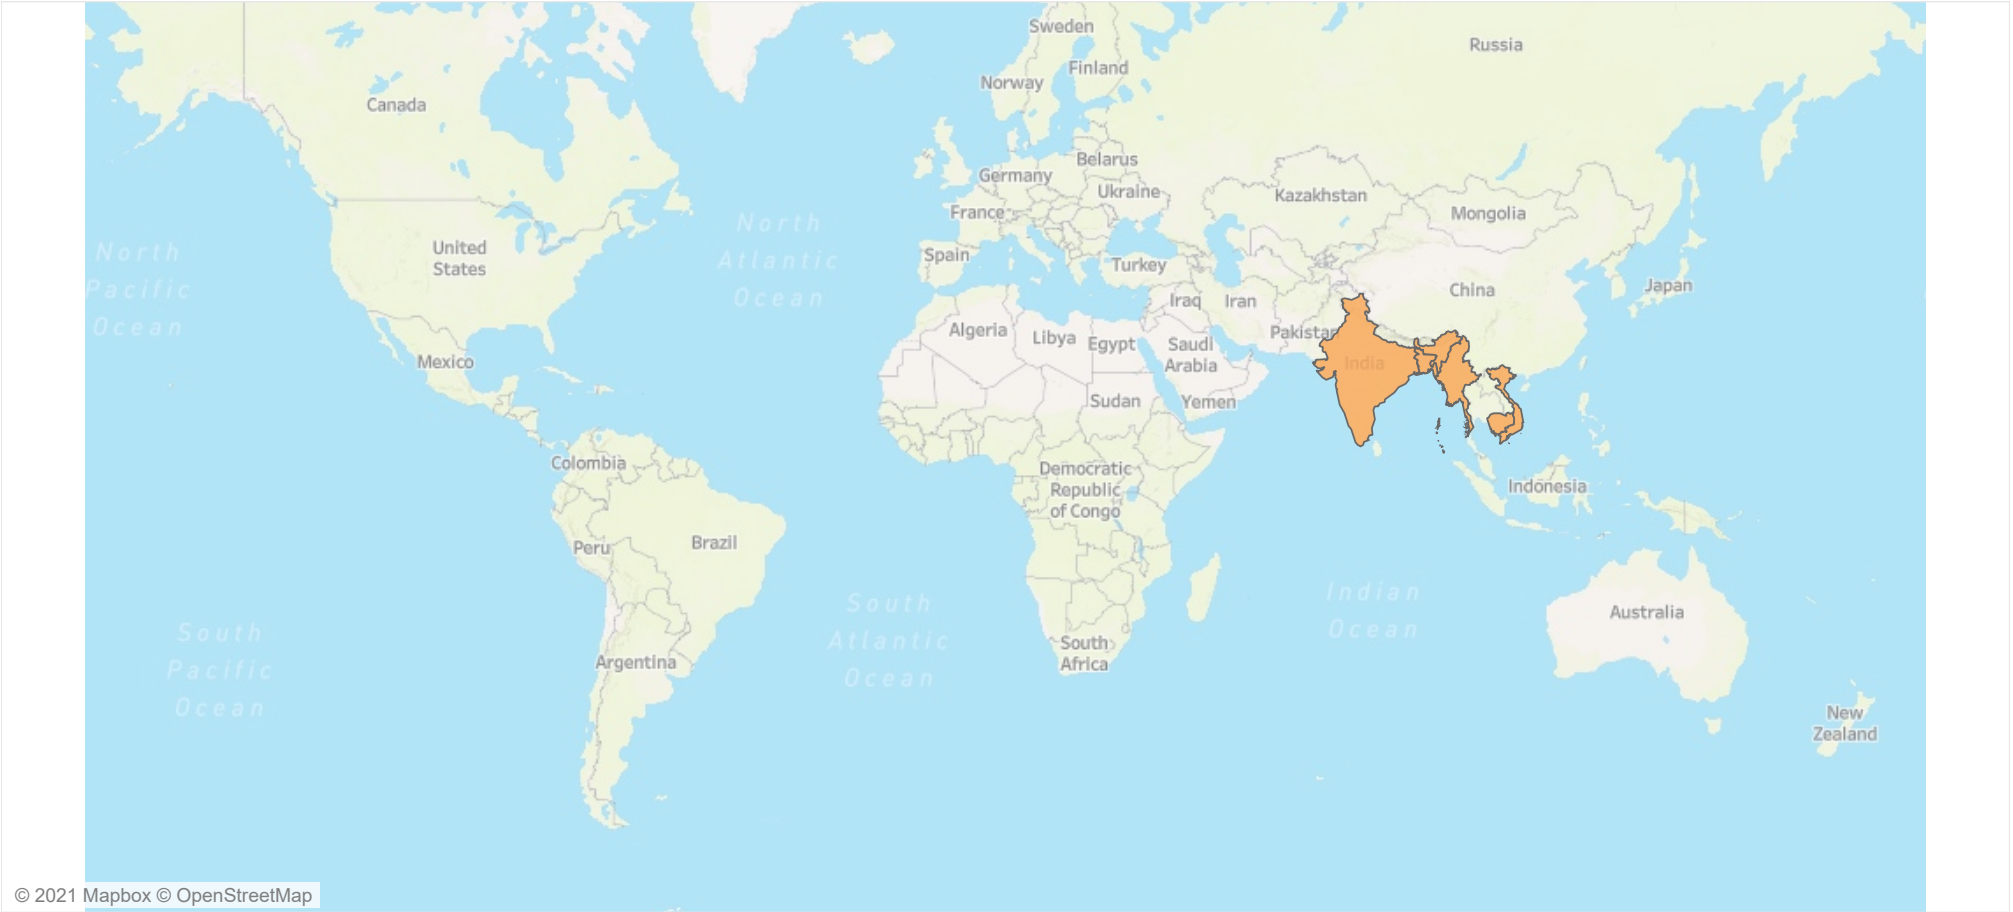 Sweden
Russia
Finland
Norway
Canada
Belarus
Germany
Ukraine
Kazakhstan
France
Mongolia
North
Atlantic
Ocean
North
Pacific
Ocean
United
States
Spain
Turkey
China
Japan
Iraq
Iran
Algeria
Libya
Egypt
Pakistan
Saudi
Arabia
India
Mexico
Sudan
Yemen
Colombia
Democratic
Republic
of Congo
Indonesia
Peru
Brazil
South
Atlantic
Ocean
Indian
Ocean
Australia
South
Pacific
Ocean
South
Africa
Argentina
New
Zealand
© 2021 Mapbox © OpenStreetMap